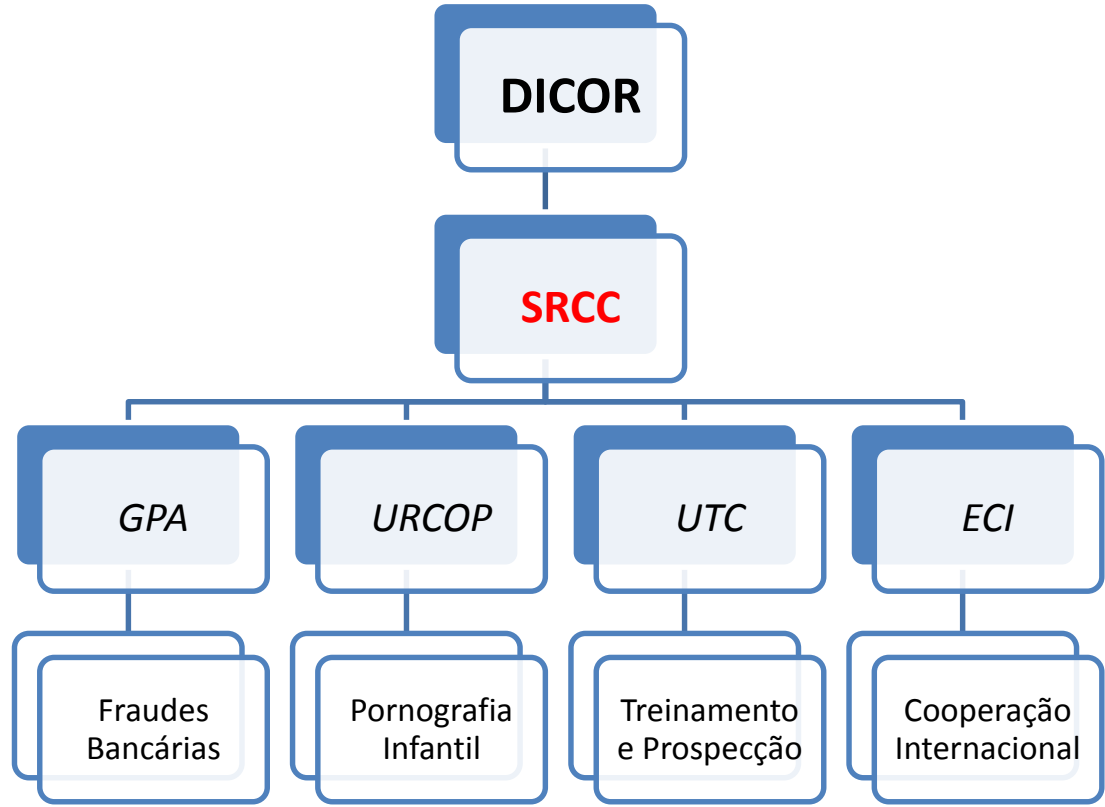 DICOR
SRCC
GPA
URCOP
UTC
ECI
Fraudes
Bancárias
Pornografia
Infantil
Treinamento
e Prospecção
Cooperação
Internacional